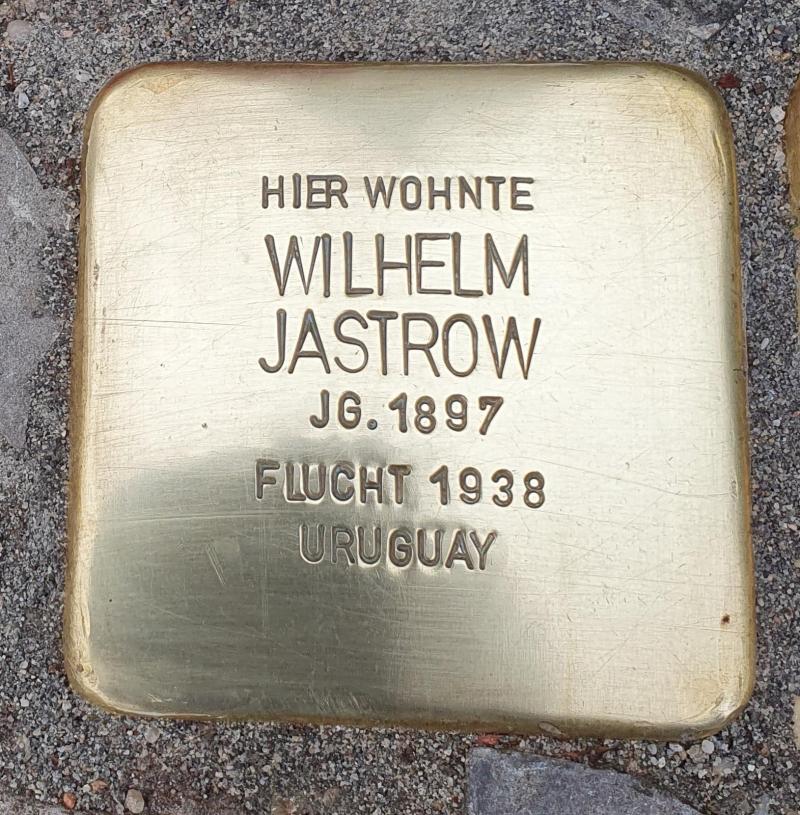 HIER WOHNTE
WILHELM
JASTROW
JG. 1897
FLUCHT 1938
URUGUAY